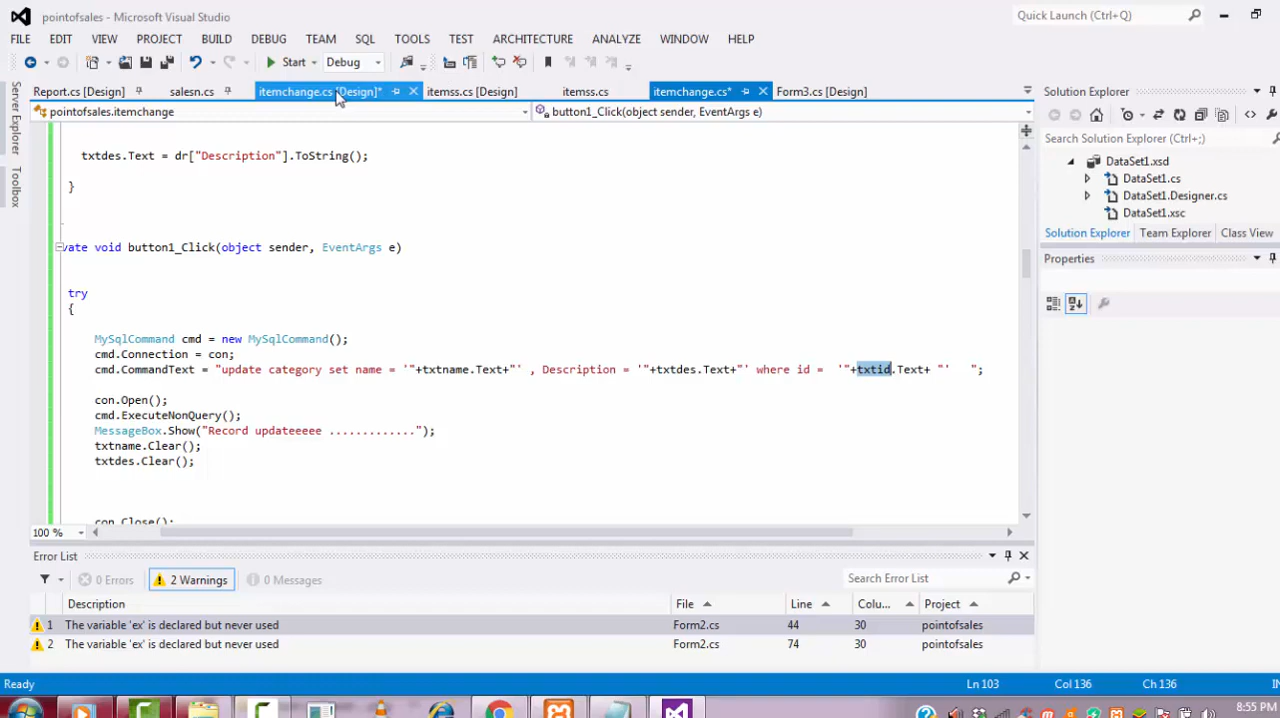 pointofsales - Microsoft Visual Studio
Quick Launch (Ctrl+Q)
FILE EDIT VIEW PROJECT BUILD DEBUG TEAM SQL TOOLS TEST ARCHITECTURE ANALYZE WINDOW HELP
Start Debug
Report.cs [Design] salesn.cs itemchange.cs [Design]* itemss.cs [Design] itemss.cs itemchange.cs* Form3.cs [Design]
pointofsales.itemchange button1_Click(object sender, EventArgs e)
Server Explorer
Toolbox
txtdes.Text = dr["Description"].ToString();
}
vate void button1_Click(object sender, EventArgs e)
try
{
MySqlCommand cmd = new MySqlCommand();
cmd.Connection = con;
cmd.CommandText = "update category set name = '"+txtname.Text+"' , Description = '"+txtdes.Text+"' where id =  '"+txtid.Text+ "'   ";
con.Open();
cmd.ExecuteNonQuery();
MessageBox.Show("Record updateeeee .............");
txtname.Clear();
txtdes.Clear();
con.Close();
100 %
Solution Explorer
Search Solution Explorer (Ctrl+;)
DataSet1.xsd
DataSet1.cs
DataSet1.Designer.cs
DataSet1.xsc
Solution Explorer Team Explorer Class View
Properties
Error List
0 Errors 2 Warnings 0 Messages
Search Error List
Description File Line Colu... Project
1 The variable 'ex' is declared but never used Form2.cs 44 30 pointofsales
2 The variable 'ex' is declared but never used Form2.cs 74 30 pointofsales
Ready Ln 103 Col 136 Ch 136 IN
8:55 PM